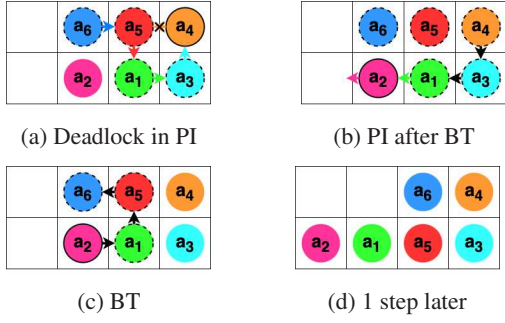 a6 a5 a4
a2 a1 a3
(a) Deadlock in PI
a6 a5 a4
a2 a1 a3
(b) PI after BT
a6 a5 a4
a2 a1 a3
(c) BT
a6 a4
a2 a1 a5 a3
(d) 1 step later